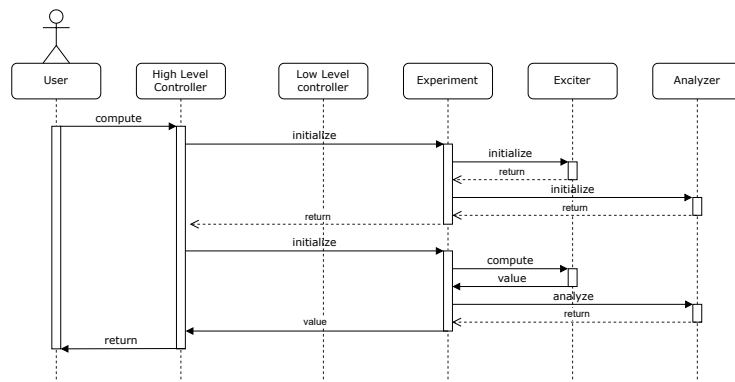 User
High Level
Controller
Low Level
controller
Experiment
Exciter
Analyzer
compute
initialize
initialize
return
initialize
return
return
initialize
compute
value
analyze
return
value
return